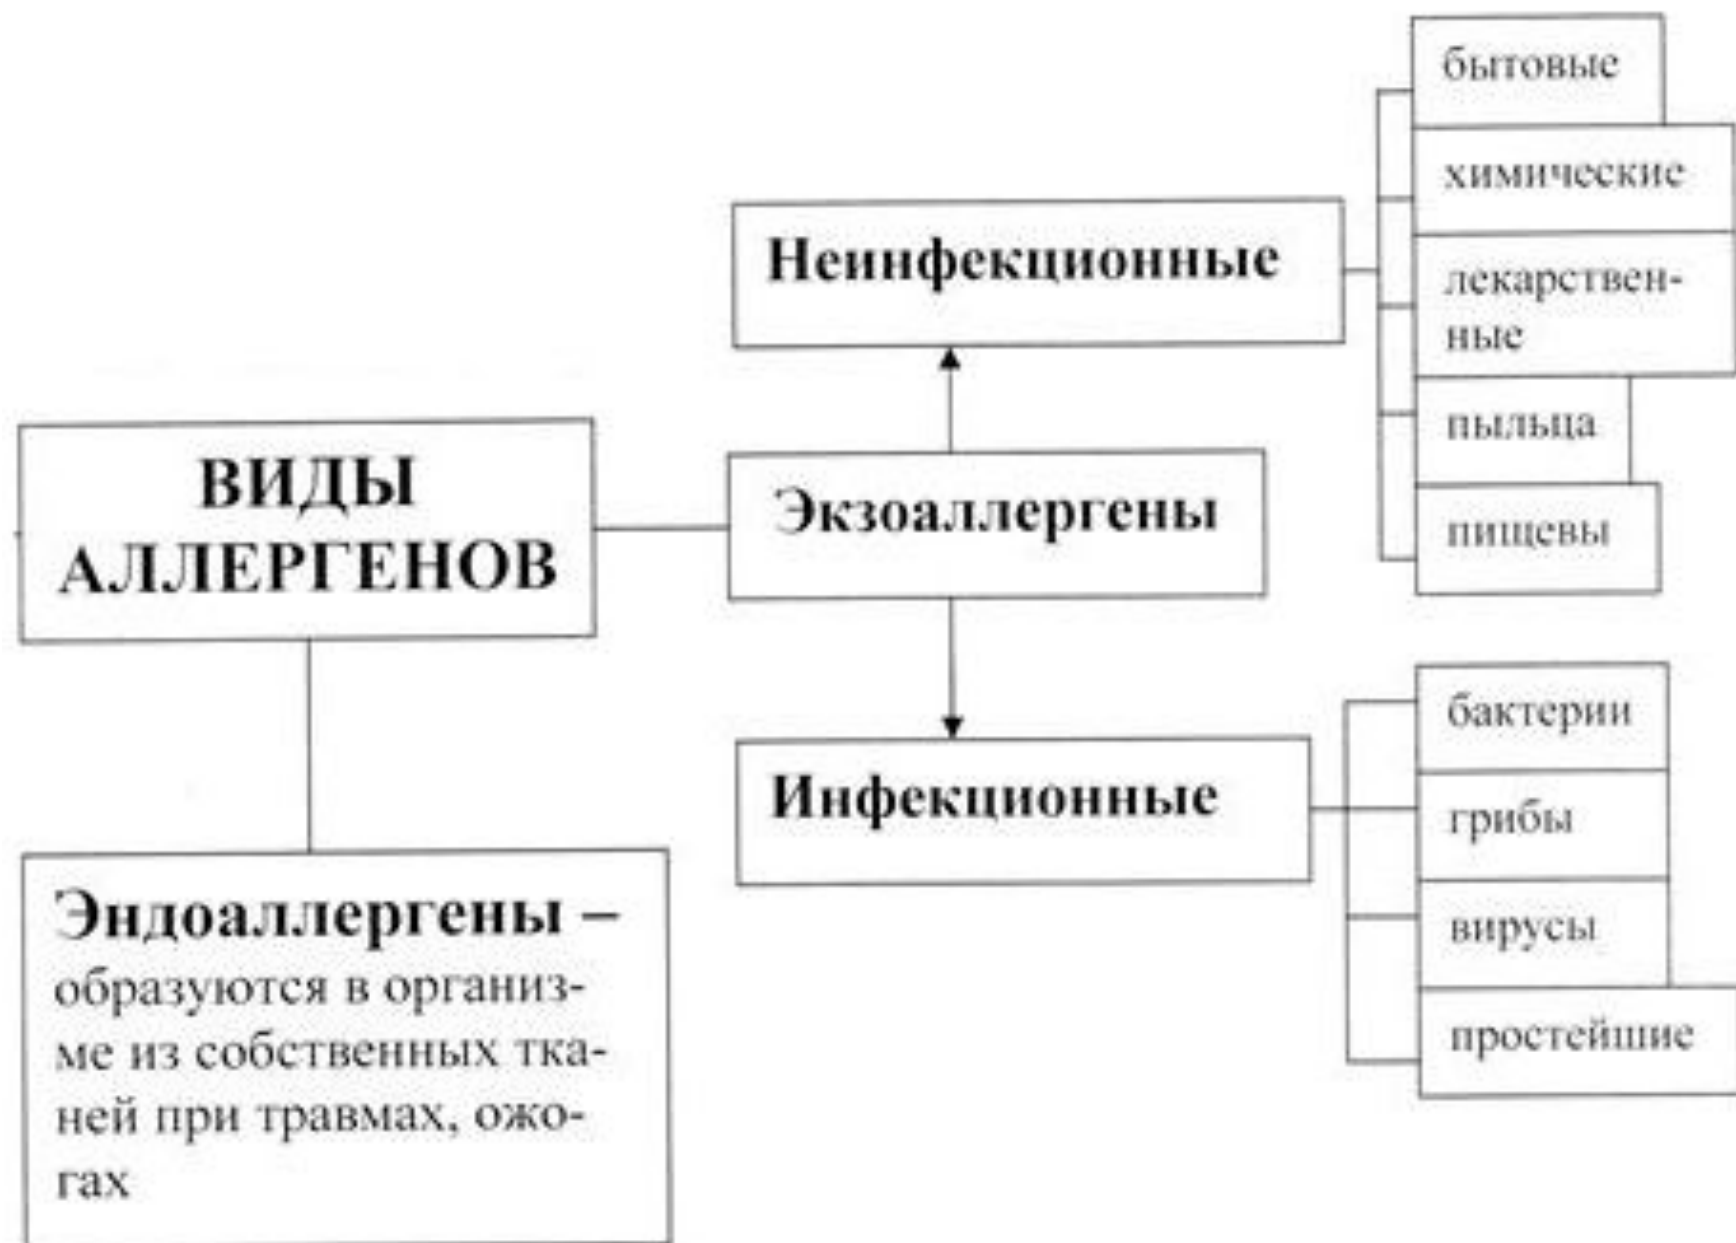 ВИДЫ
АЛЛЕРГЕНОВ
Эндоаллергены –
образуются в организ-
ме из собственных тка-
ней при травмах, ожо-
гах
Экзоаллергены
Неинфекционные
бытовые
химические
лекарствен-
ные
пыльца
пищевы
Инфекционные
бактерии
грибы
вирусы
простейшие